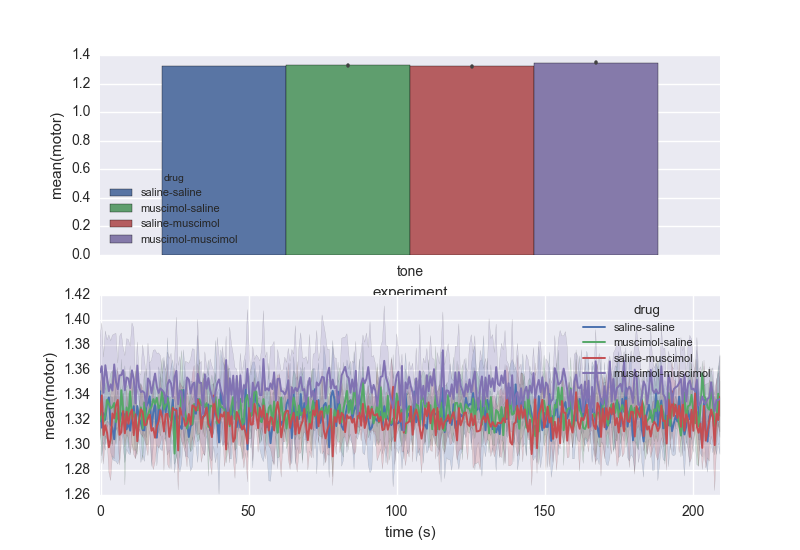 1.4
1.2
1.0
0.8
0.6
0.4
0.2
0.0
mean(motor)
drug
saline-saline
muscimol-saline
saline-muscimol
muscimol-muscimol
tone
experiment
1.42
1.40
1.38
1.36
1.34
1.32
1.30
1.28
1.26
mean(motor)
drug
saline-saline
muscimol-saline
saline-muscimol
muscimol-muscimol
0 50 100 150 200
time (s)